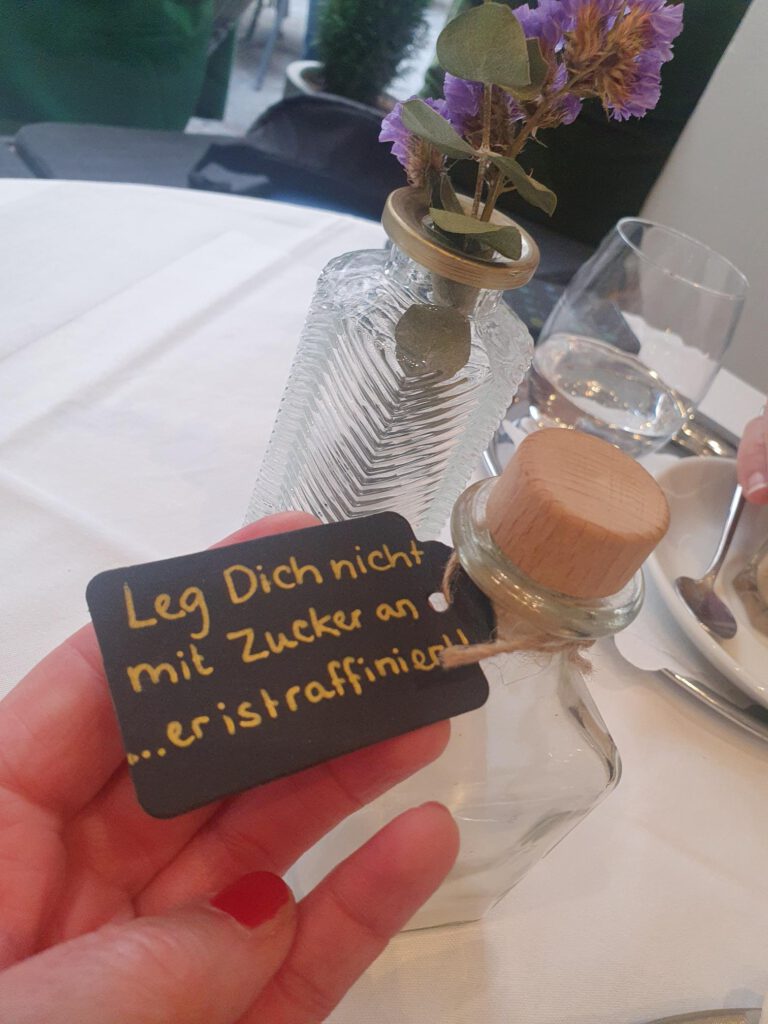 Leg Dich nicht
mit Zucker an
...er ist raffiniert!